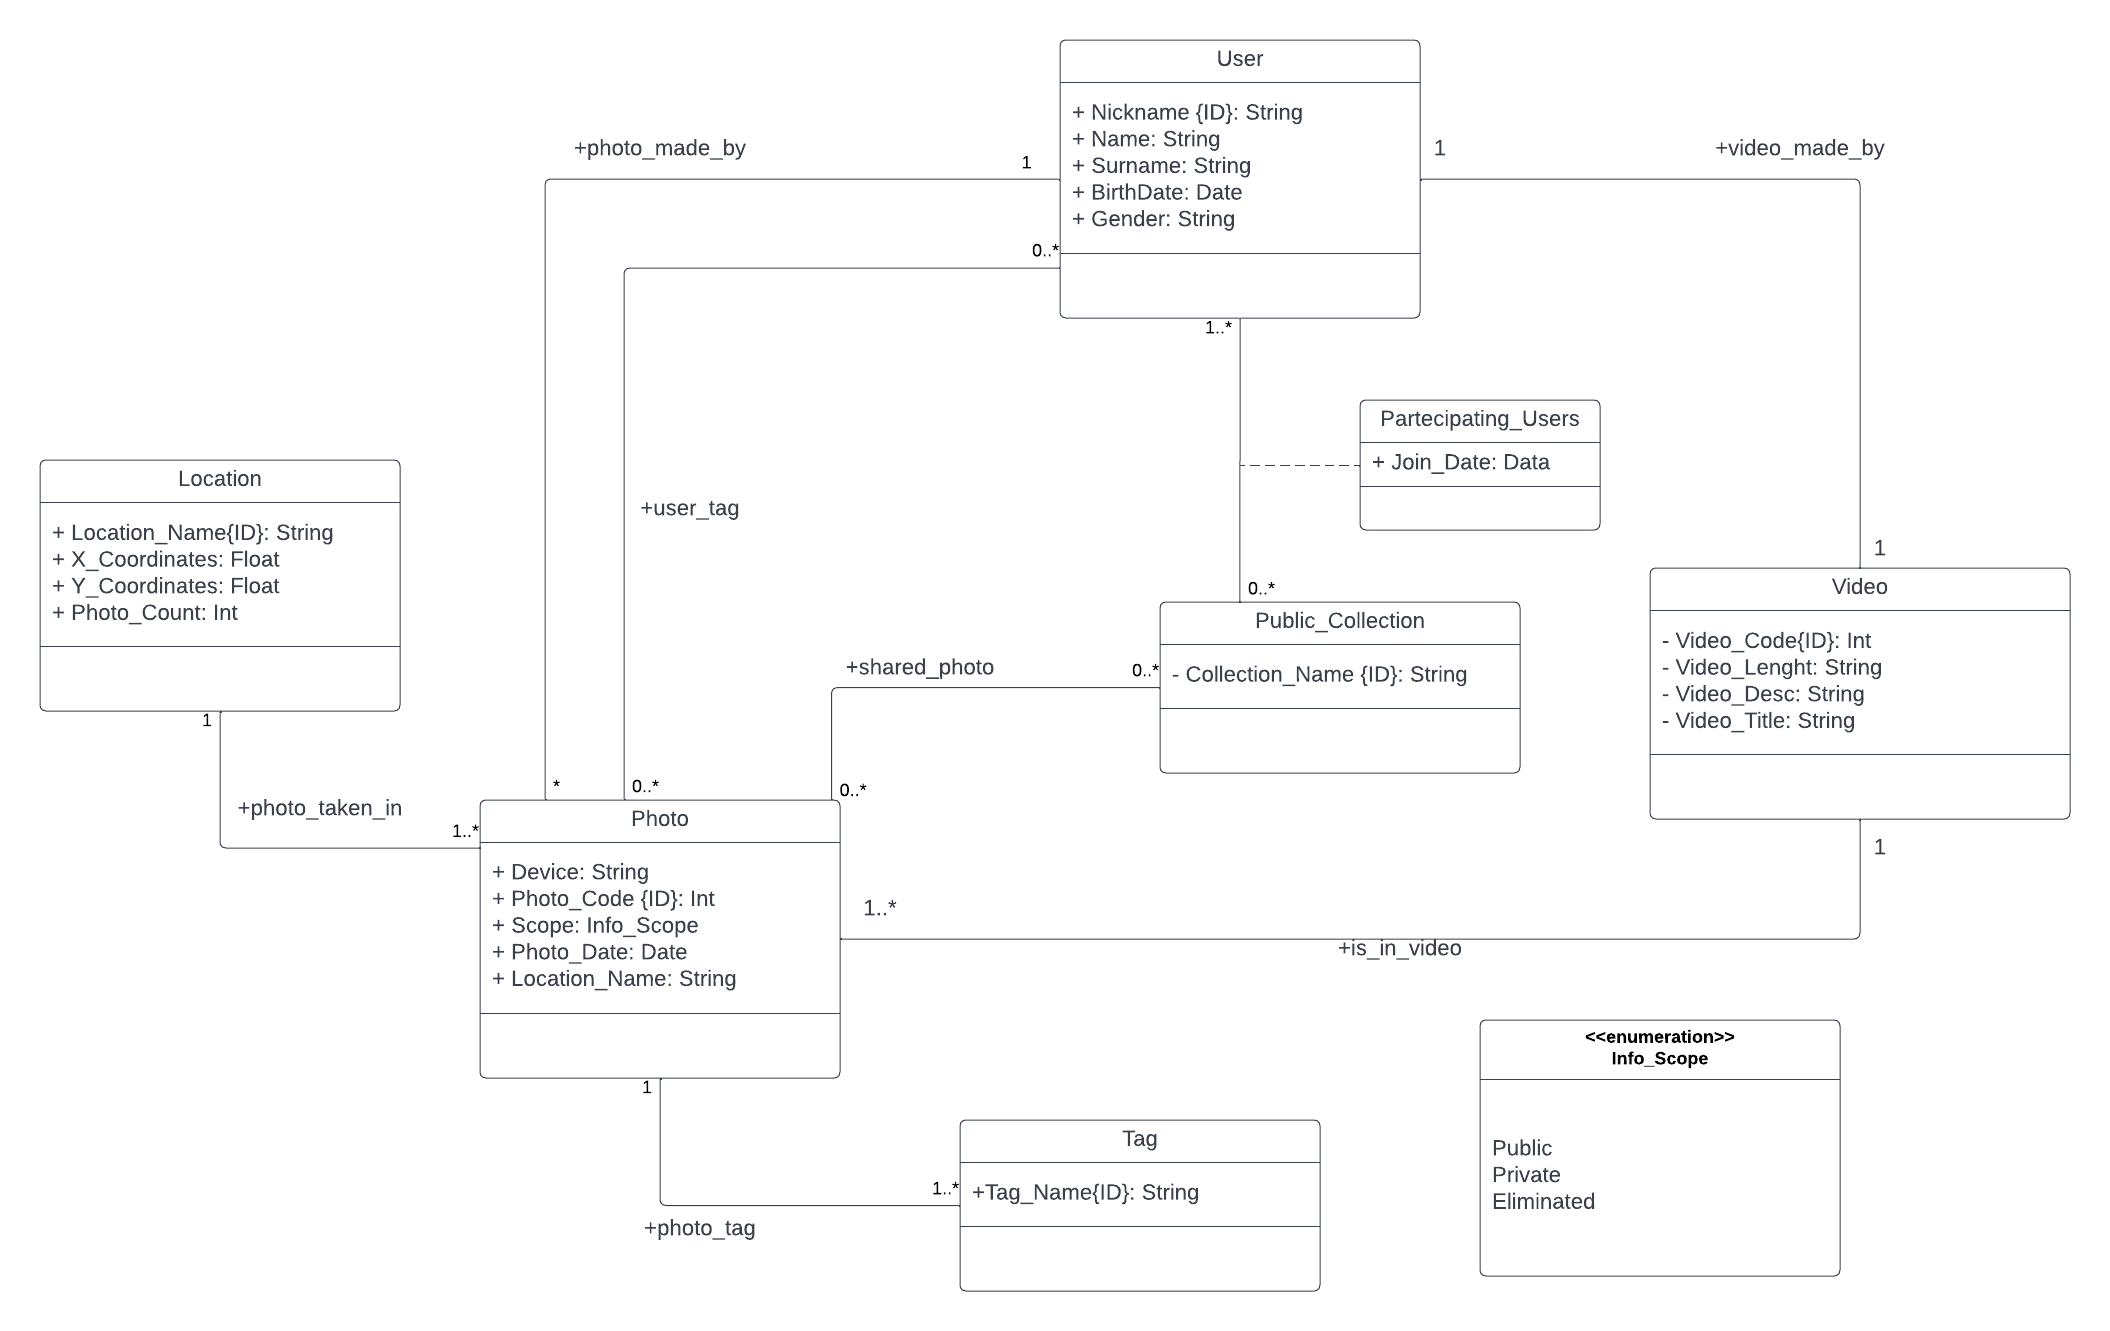 User
+ Nickname {ID}: String
+ Name: String
+ Surname: String
+ BirthDate: Date
+ Gender: String
+photo_made_by
1
1
+video_made_by
0..*
1..*
Partecipating_Users
+ Join_Date: Data
Location
+ Location_Name{ID}: String
+ X_Coordinates: Float
+ Y_Coordinates: Float
+ Photo_Count: Int
+user_tag
1
0..*
Video
- Video_Code{ID}: Int
- Video_Lenght: String
- Video_Desc: String
- Video_Title: String
Public_Collection
- Collection_Name {ID}: String
+shared_photo
0..*
1
+photo_taken_in
1..*
*
0..*
0..*
Photo
+ Device: String
+ Photo_Code {ID}: Int
+ Scope: Info_Scope
+ Photo_Date: Date
+ Location_Name: String
1..*
1
+is_in_video
<<enumeration>>
Info_Scope
Public
Private
Eliminated
1
+photo_tag
1..*
Tag
+Tag_Name{ID}: String